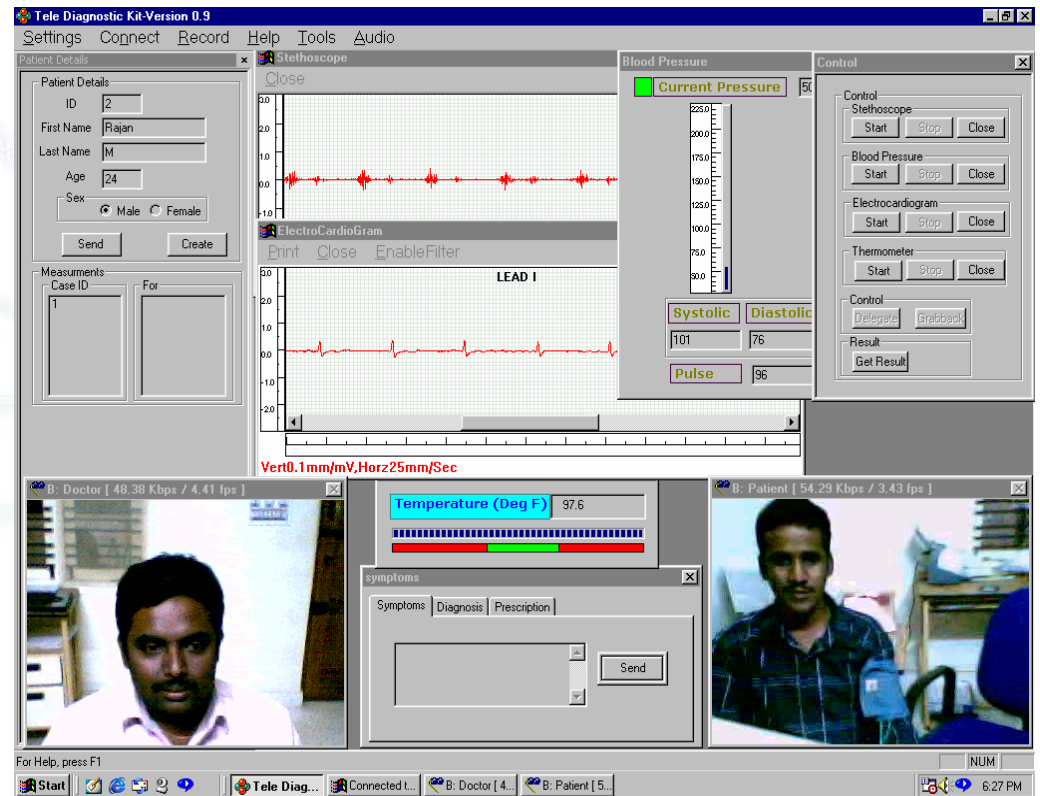 Tele Diagnostic Kit-Version 0.9
Settings Connect Record Help Tools Audio
Patient Details
Patient Details
ID 2
First Name Rajan
Last Name M
Age 24
Sex
Male Female
Send Create
Measurments
Case ID For
1
Stethoscope
Close
2.0
1.0
0.0
-1.0
ElectroCardioGram
Print Close EnableFilter
LEAD I
2.0
1.0
0.0
-1.0
-2.0
Vert0.1mm/mV,Horz25mm/Sec
Blood Pressure
Current Pressure 50
225.0
200.0
175.0
150.0
125.0
100.0
75.0
50.0
Systolic Diastolic
101 76
Pulse 96
Control
Control
Stethoscope
Start Stop Close
Blood Pressure
Start Stop Close
Electrocardiogram
Start Stop Close
Thermometer
Start Stop Close
Control
Delegate Grabback
Result
Get Result
B: Doctor [ 48.38 Kbps / 4.41 fps ]
Temperature (Deg F) 97.6
symptoms
Symptoms Diagnosis Prescription
Send
B: Patient [ 54.29 Kbps / 3.43 fps ]
For Help, press F1
NUM
Start Tele Diag... Connected t... B: Doctor [ 4... B: Patient [ 5... 6:27 PM